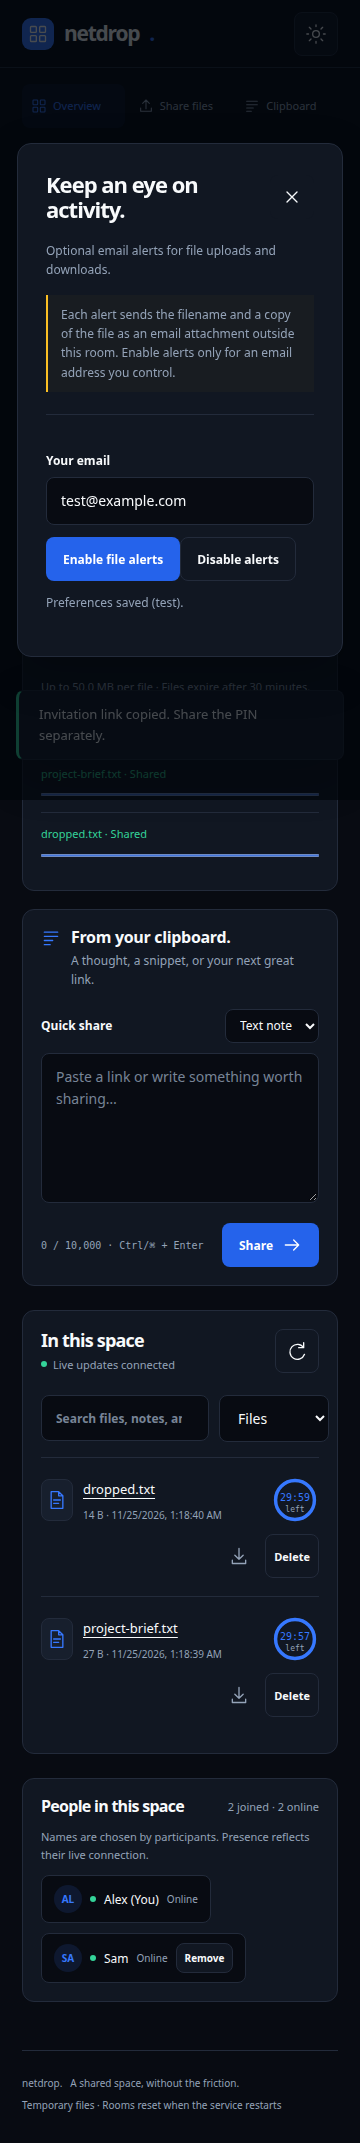 netdrop.
Overview
Share files
Clipboard
Keep an eye on
activity.
Optional email alerts for file uploads and
downloads.
Each alert sends the filename and a copy
of the file as an email attachment outside
this room. Enable alerts only for an email
address you control.
Your email
test@example.com
Enable file alerts
Disable alerts
Preferences saved (test).
Up to 50.0 MB per file · Files expire after 30 minutes
Invitation link copied. Share the PIN
separately.
project-brief.txt · Shared
dropped.txt · Shared
From your clipboard.
A thought, a snippet, or your next great
link.
Quick share
Text note
Paste a link or write something worth
sharing...
0 / 10,000 · Ctrl/⌘ + Enter
Share
In this space
Live updates connected
Search files, notes, ar
Files
dropped.txt
29:59
left
14 B · 11/25/2026, 1:18:40 AM
Delete
project-brief.txt
29:57
left
27 B · 11/25/2026, 1:18:39 AM
Delete
People in this space
2 joined · 2 online
Names are chosen by participants. Presence reflects
their live connection.
AL
Alex (You)
Online
SA
Sam
Online
Remove
netdrop. A shared space, without the friction.
Temporary files · Rooms reset when the service restarts